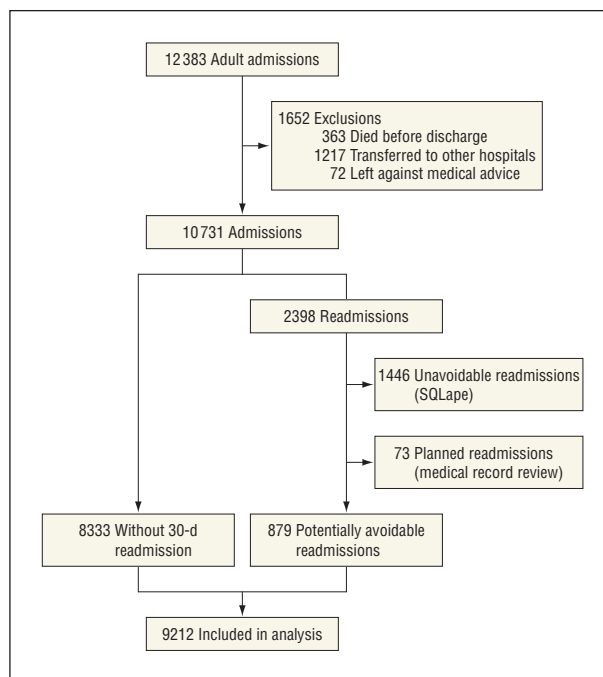 12 383 Adult admissions
1652 Exclusions
363 Died before discharge
1217 Transferred to other hospitals
72 Left against medical advice
10 731 Admissions
2398 Readmissions
1446 Unavoidable readmissions
(SQLape)
73 Planned readmissions
(medical record review)
8333 Without 30-d
readmission
879 Potentially avoidable
readmissions
9212 Included in analysis